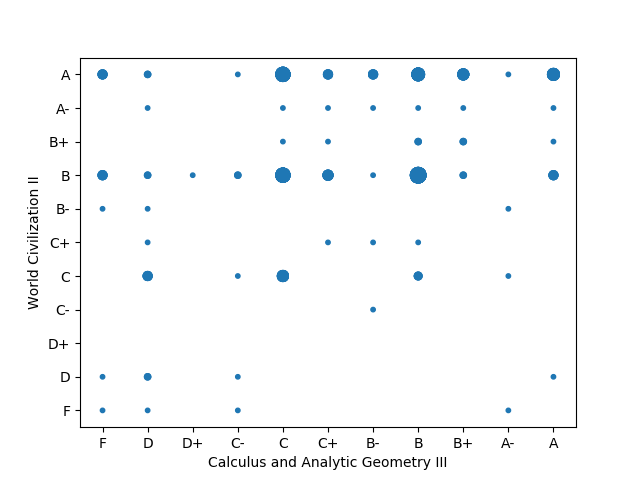 A
A-
B+
B
B-
C+
C
C-
D+
D
F
World Civilization II
F D D+ C- C C+ B- B B+ A- A
Calculus and Analytic Geometry III